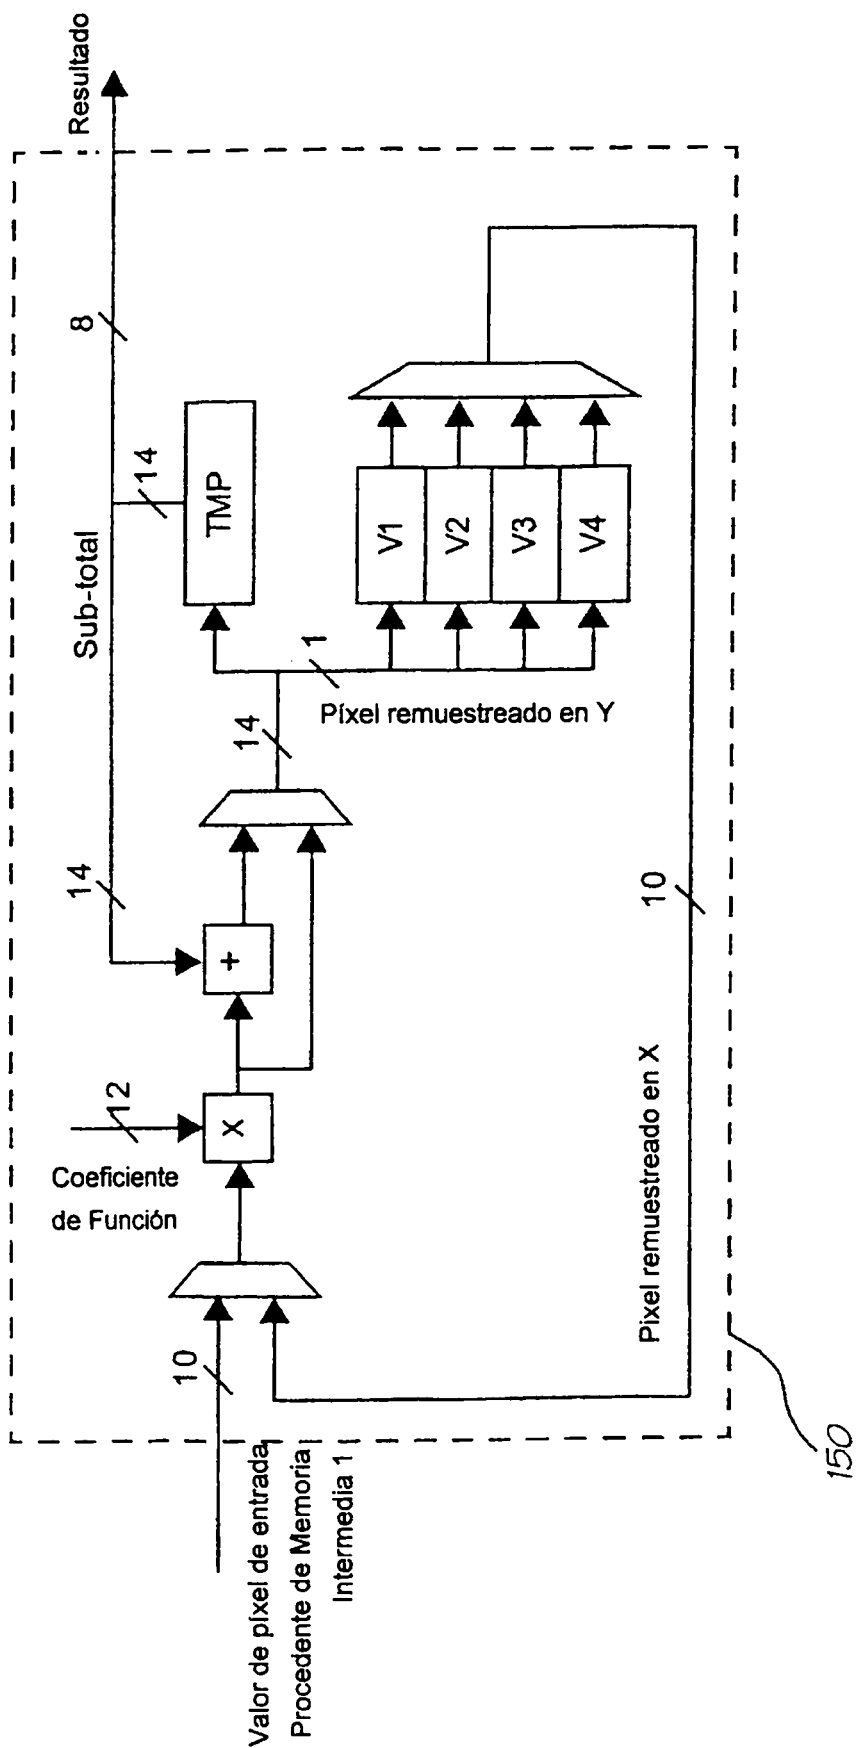 Resultado
8
Sub-total
14
14
TMP
V1
V2
V3
V4
1
14
Píxel remuestreado en Y
+
12
X
Coeficiente
de Función
10
10
Pixel remuestreado en X
Valor de píxel de entrada
Procedente de Memoria
Intermedia 1
150